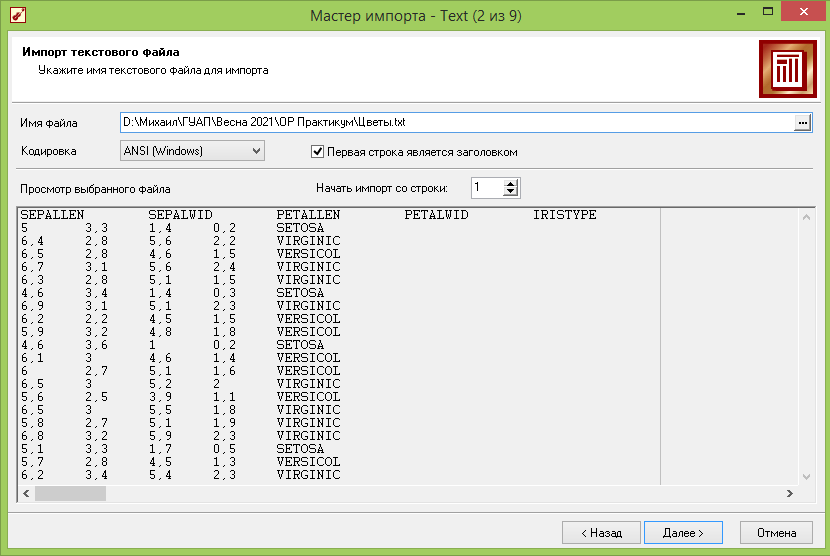 Мастер импорта - Text (2 из 9)
Импорт текстового файла
Укажите имя текстового файла для импорта
Имя файла D:\Михаил\ГУАП\Весна 2021\ОР Практикум\Цветы.txt ...
Кодировка ANSI (Windows) Первая строка является заголовком
Просмотр выбранного файла Начать импорт со строки: 1
SEPALLEN SEPALWID PETALLEN PETALWID IRISTYPE
5 3,3 1,4 0,2 SETOSA
6,4 2,8 5,6 2,2 VIRGINIC
6,5 2,8 4,6 1,5 VERSICOL
6,7 3,1 5,6 2,4 VIRGINIC
6,3 2,8 5,1 1,5 VIRGINIC
4,6 3,4 1,4 0,3 SETOSA
6,9 3,1 5,1 2,3 VIRGINIC
6,2 2,2 4,5 1,5 VERSICOL
5,9 3,2 4,8 1,8 VERSICOL
4,6 3,6 1 0,2 SETOSA
6,1 3 4,6 1,4 VERSICOL
6 2,7 5,1 1,6 VERSICOL
6,5 3 5,2 2 VIRGINIC
5,6 2,5 3,9 1,1 VERSICOL
6,5 3 5,5 1,8 VIRGINIC
5,8 2,7 5,1 1,9 VIRGINIC
6,8 3,2 5,9 2,3 VIRGINIC
5,1 3,3 1,7 0,5 SETOSA
5,7 2,8 4,5 1,3 VERSICOL
6,2 3,4 5,4 2,3 VIRGINIC
< Назад Далее > Отмена